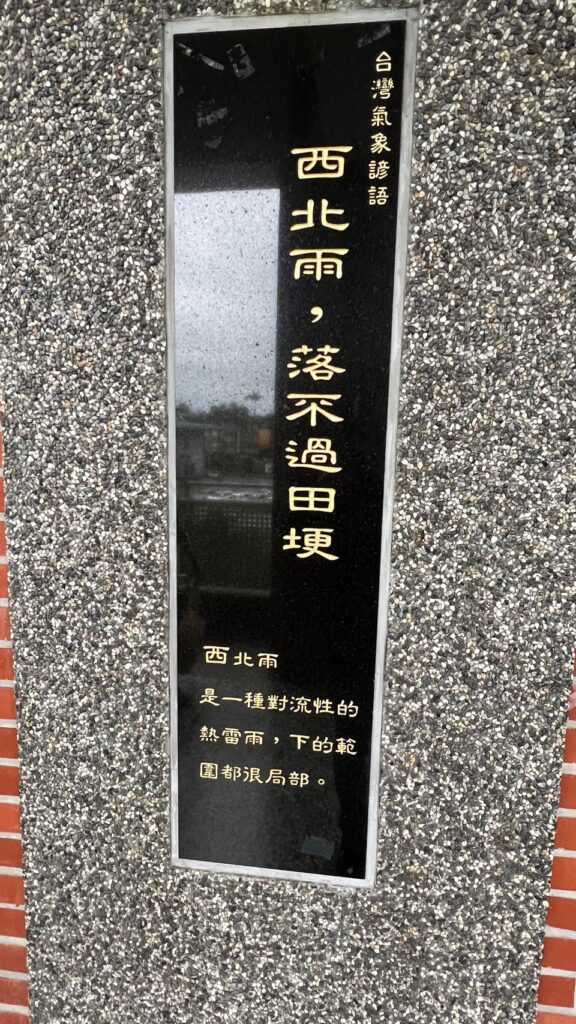 台灣氣象諺語
西北雨，落不過田埂
西北雨
是一種對流性的
熱雷雨，下的範
圍都很局部。